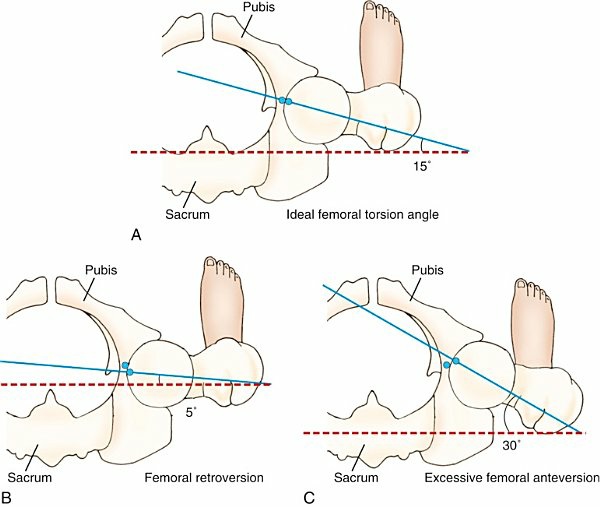 Pubis
15°
Sacrum
Ideal femoral torsion angle
A
Pubis
5°
Sacrum
Femoral retroversion
B
Pubis
30°
Sacrum
Excessive femoral anteversion
C